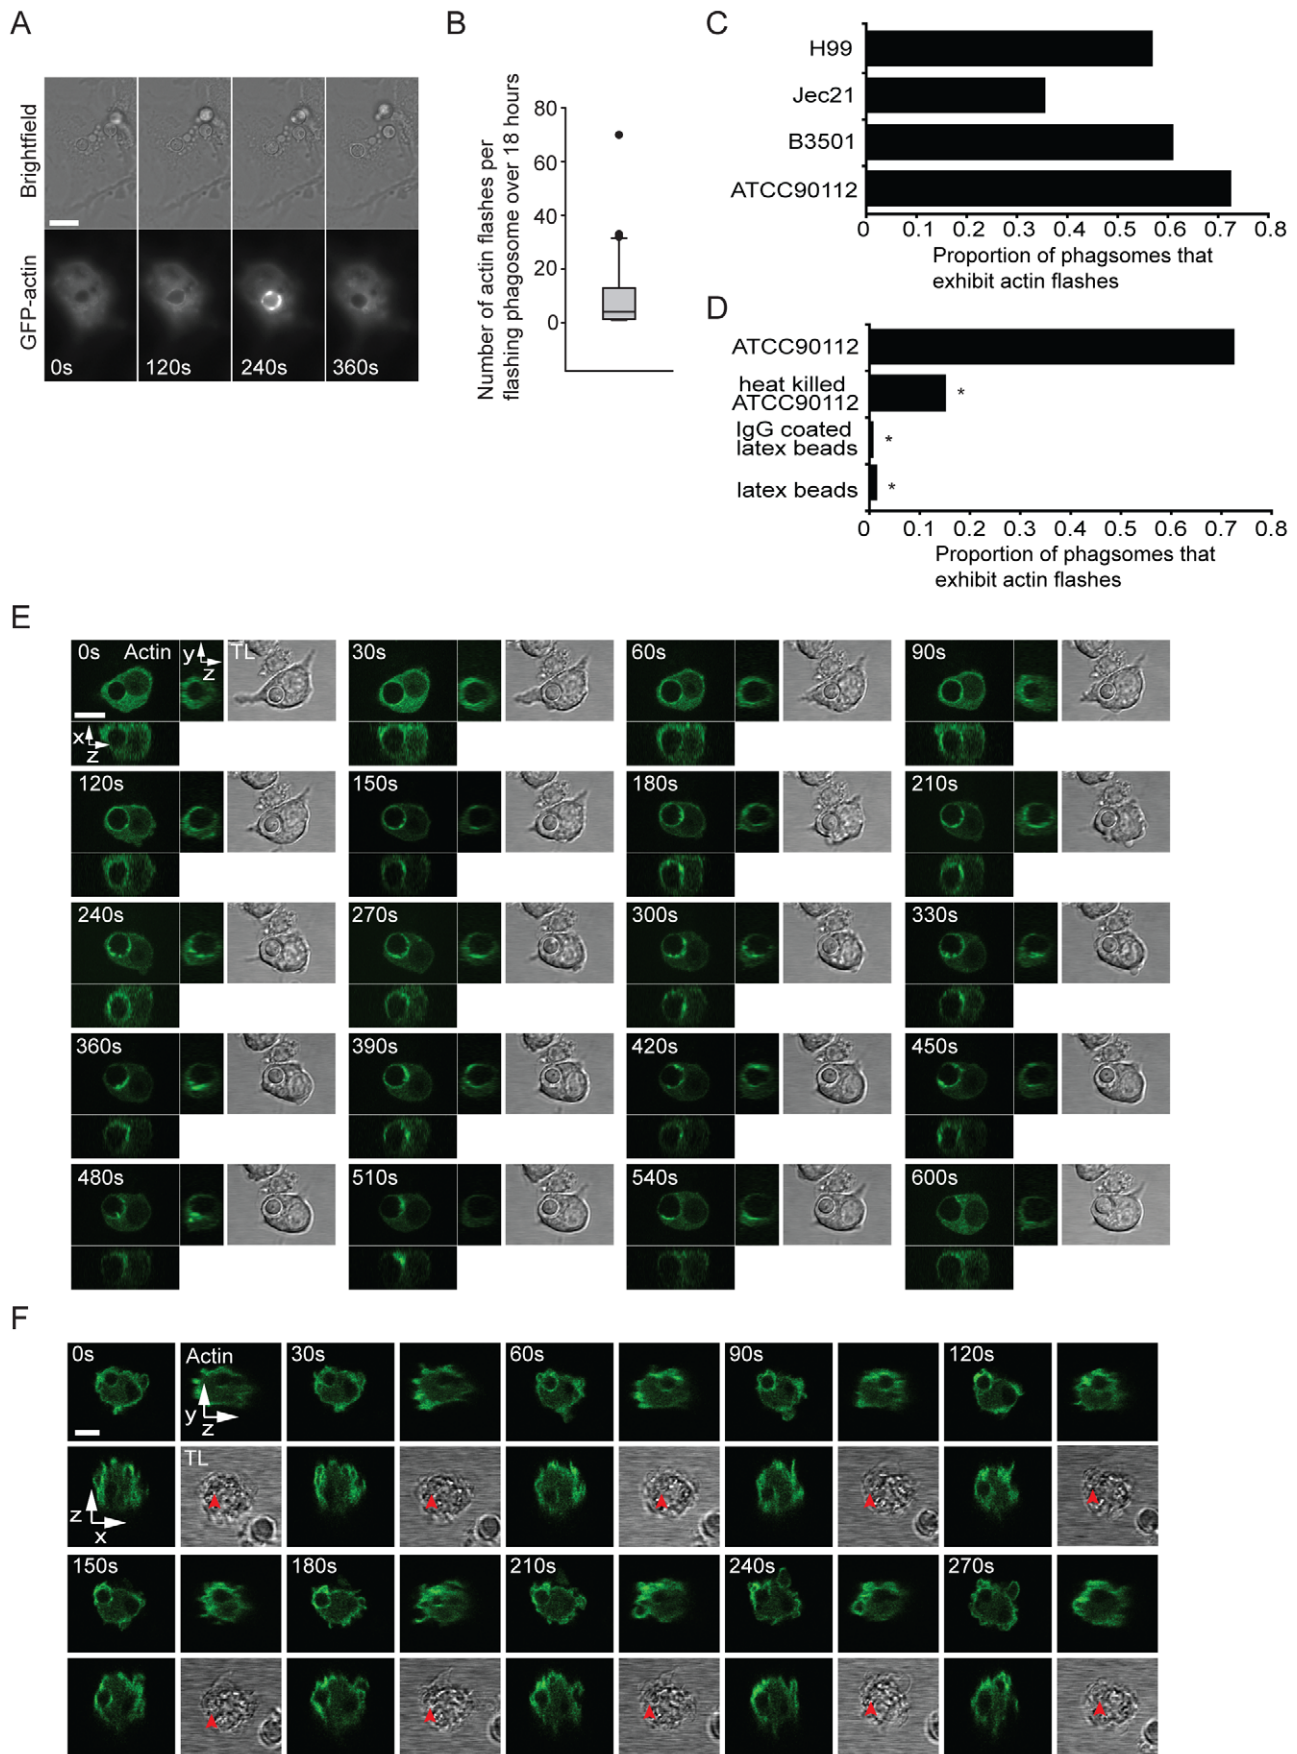 A
Brightfield
GFP-actin
0s
120s
240s
360s
B
Number of actin flashes per
flashing phagosome over 18 hours
80
60
40
20
0
C
H99
Jec21
B3501
ATCC90112
0 0.1 0.2 0.3 0.4 0.5 0.6 0.7 0.8
Proportion of phagsomes that
exhibit actin flashes
D
ATCC90112
heat killed
ATCC90112
*
IgG coated
latex beads
*
latex beads
*
0 0.1 0.2 0.3 0.4 0.5 0.6 0.7 0.8
Proportion of phagsomes that
exhibit actin flashes
E
0s Actin y z TL 30s 60s 90s
x z
120s 150s 180s 210s
240s 270s 300s 330s
360s 390s 420s 450s
480s 510s 540s 600s
F
0s Actin 30s 60s 90s 120s
y z
TL
z x
150s 180s 210s 240s 270s